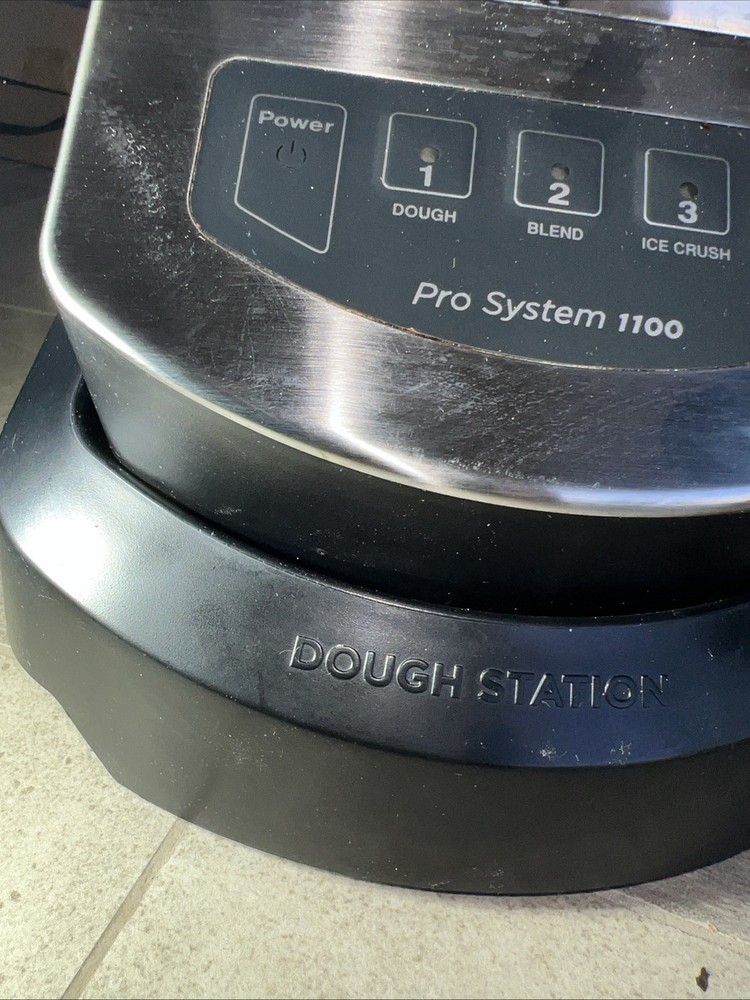 Power
1
DOUGH
2
BLEND
3
ICE CRUSH
Pro System 1100
DOUGH STATION